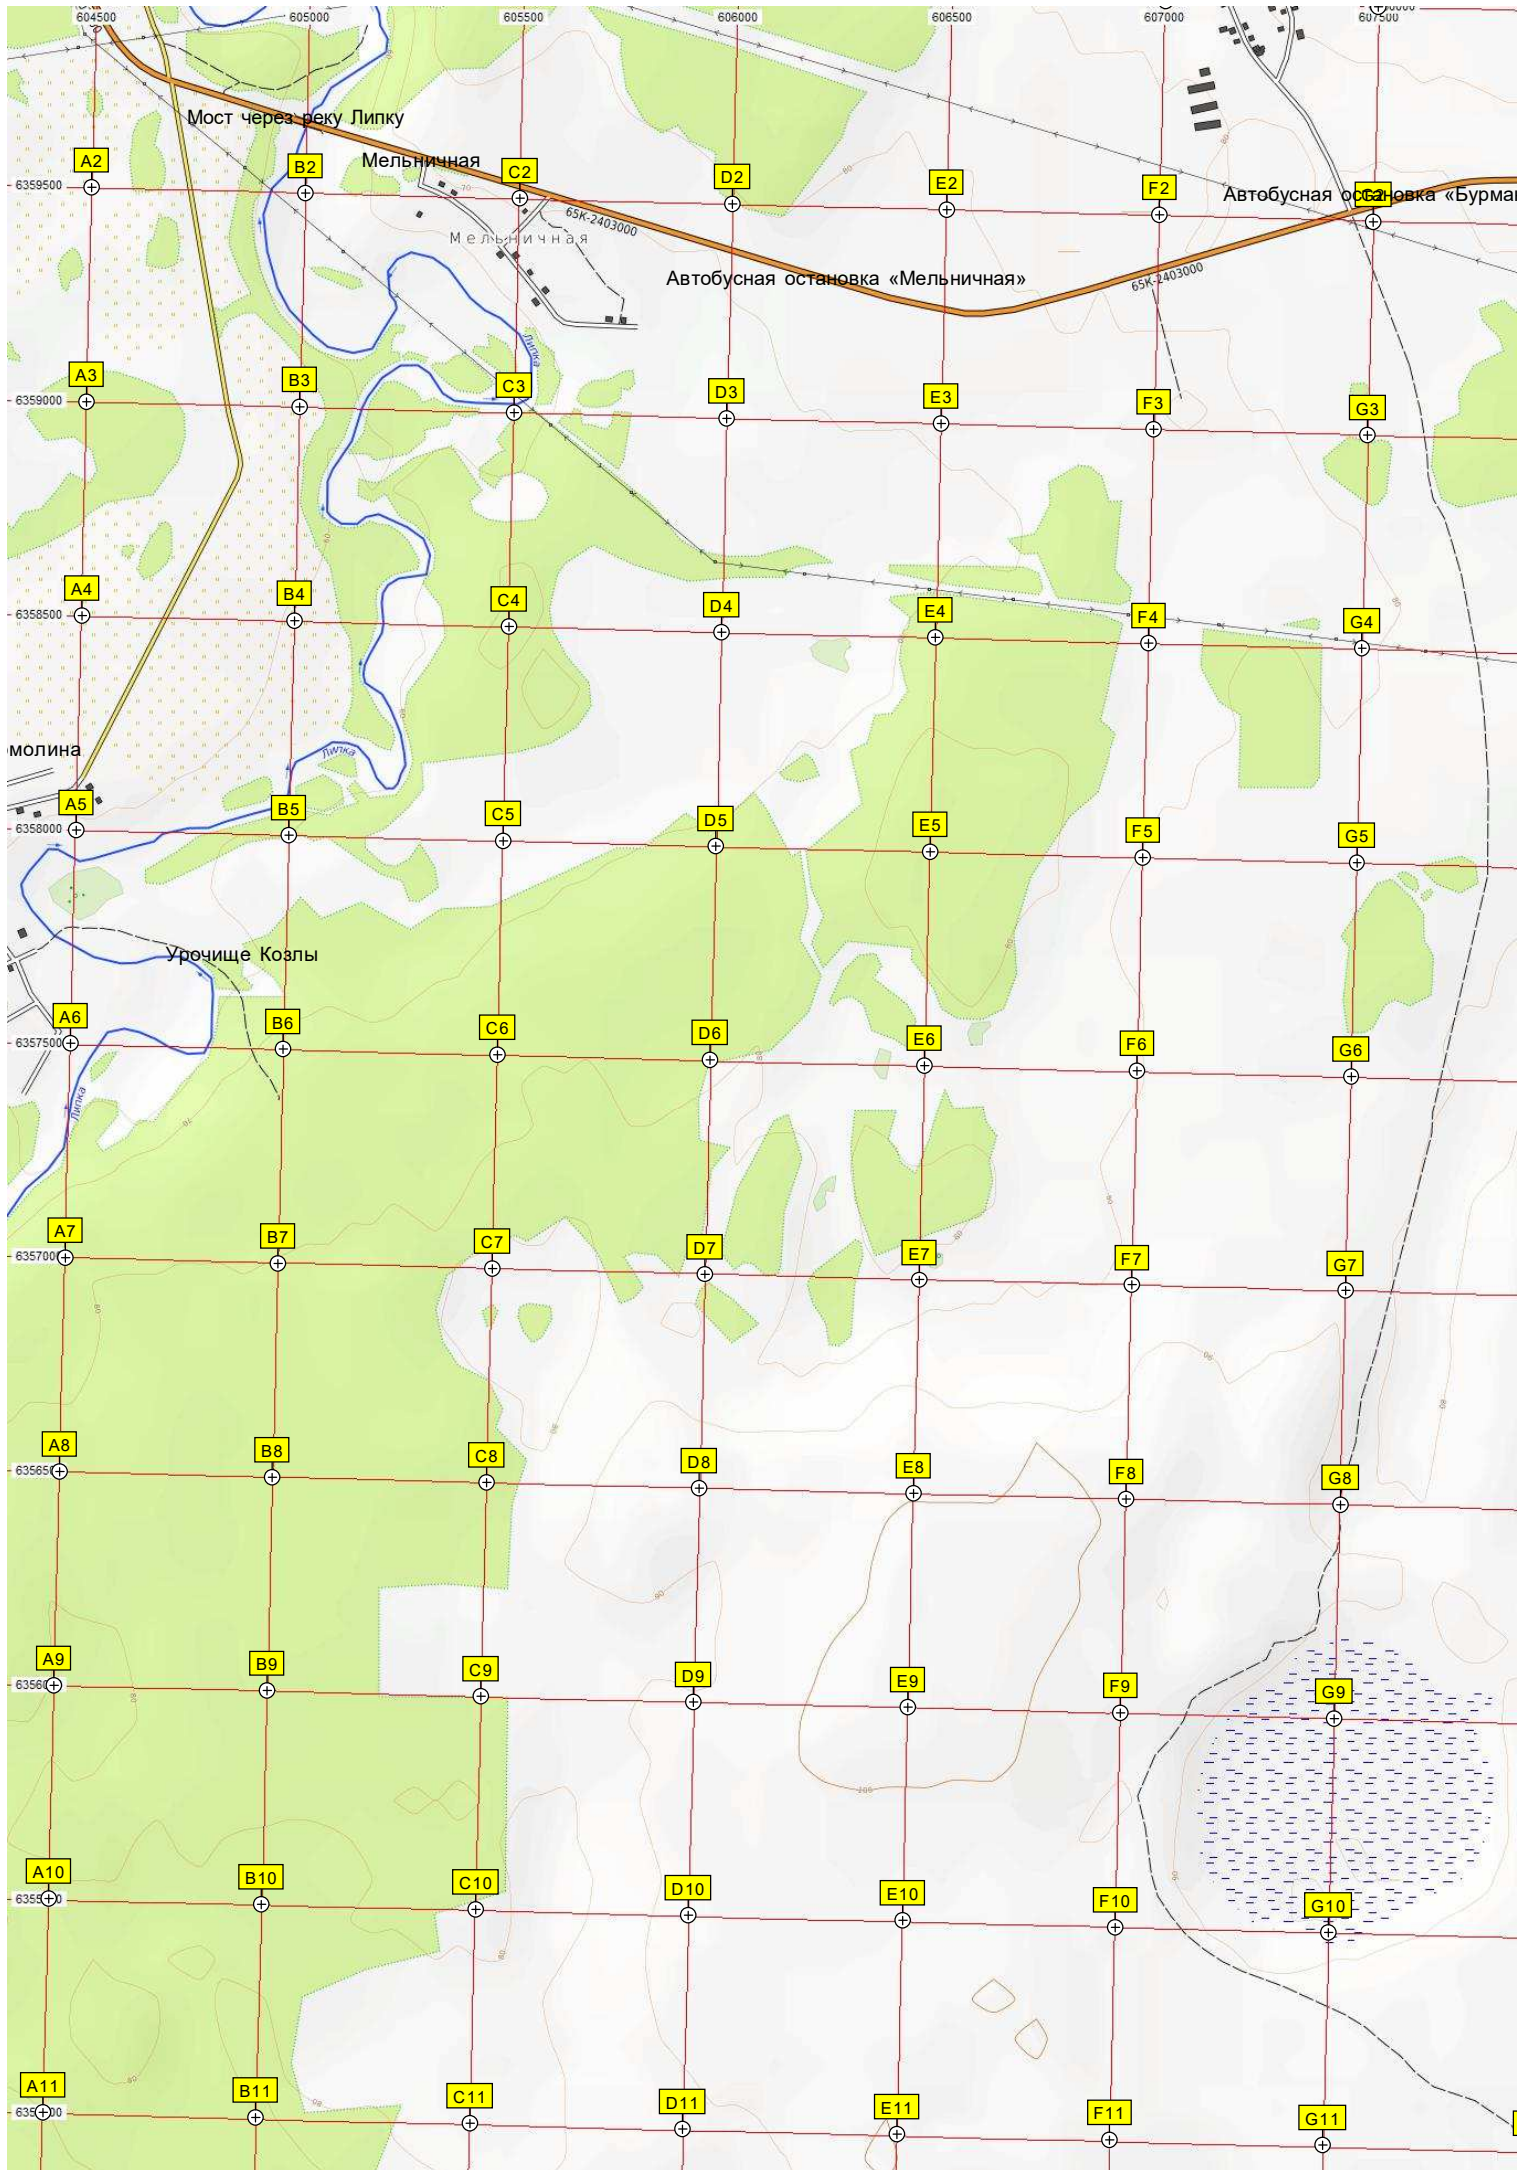 604500 605000 605500 606000 606500 607000 607500
Мост через реку Липку
Мельничная
A2 B2 C2 D2 E2 F2 G2
6359500
65K-2403000
Мельничная
Автобусная остановка «Бурма
Автобусная остановка «Мельничная»
65K-2403000
Липка
A3 B3 C3 D3 E3 F3 G3
6359000
A4 B4 C4 D4 E4 F4 G4
6358500
молина
Липка
A5 B5 C5 D5 E5 F5 G5
6358000
Урочище Козлы
A6 B6 C6 D6 E6 F6 G6
6357500
Липка
A7 B7 C7 D7 E7 F7 G7
6357000
A8 B8 C8 D8 E8 F8 G8
A9 B9 C9 D9 E9 F9 G9
A10 B10 C10 D10 E10 F10 G10
A11 B11 C11 D11 E11 F11 G11